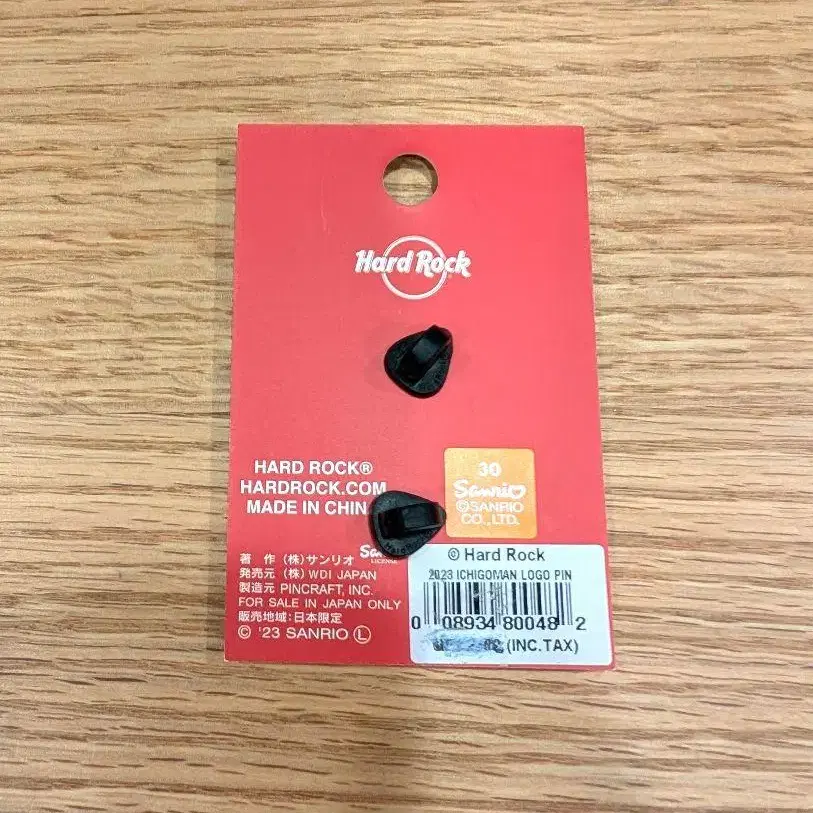 Hard Rock
HARD ROCK®
HARDROCK.COM
MADE IN CHIN
30
Sanrio
©SANRIO
CO., LTD.
著 作 (株)サンリオ
LICENSE
発売元 (株) WDI JAPAN
製造元 PINCRAFT, INC.
FOR SALE IN JAPAN ONLY
販売地域:日本限定
© '23 SANRIO Ⓛ
© Hard Rock
2023 ICHIGOMAN LOGO PIN
0 08934 80048 2
(INC.TAX)